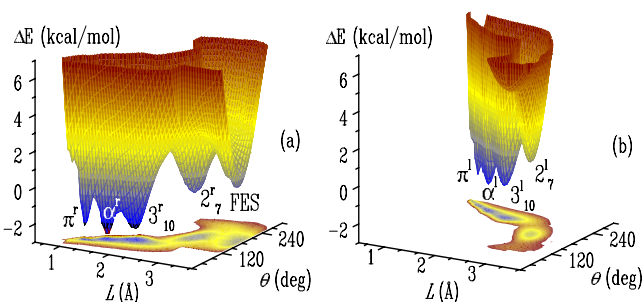 ΔE (kcal/mol)
6
4
2
0
-2
(a)
π^r
α^r
3^r_10
2^r_7
FES
1
2
3
L (Å)
120
240
θ (deg)
ΔE (kcal/mol)
6
4
2
0
-2
(b)
π^l
α^l
3^l_10
2^l_7
1
2
3
L (Å)
120
240
θ (deg)